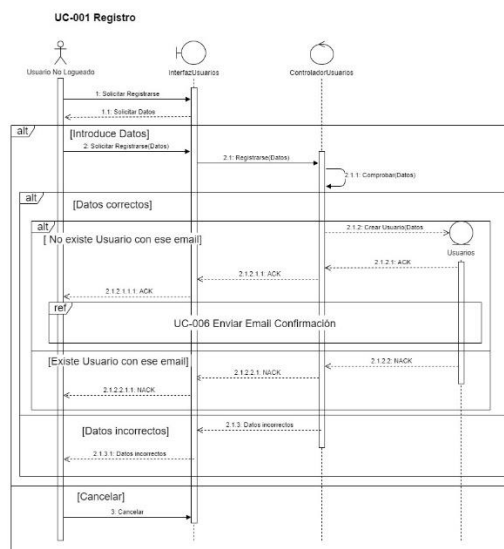 UC-001 Registro
Usuario No Logueado
InterfazUsuarios
ControladorUsuarios
1: Solicitar Registrarse
1.1: Solicitar Datos
alt
[Introduce Datos]
2: Solicitar Registrarse(Datos)
2.1: Registrarse(Datos)
2.1.1: Comprobar(Datos)
alt
[Datos correctos]
alt
[ No existe Usuario con ese email]
2.1.2: Crear Usuario(Datos
Usuarios
2.1.2.1: ACK
2.1.2.1.1: ACK
2.1.2.1.1.1: ACK
ref
UC-006 Enviar Email Confirmación
[Existe Usuario con ese email]
2.1.2.2: NACK
2.1.2.2.1: NACK
2.1.2.2.1.1: NACK
[Datos incorrectos]
2.1.3: Datos incorrectos
2.1.3.1: Datos incorrectos
[Cancelar]
3: Cancelar